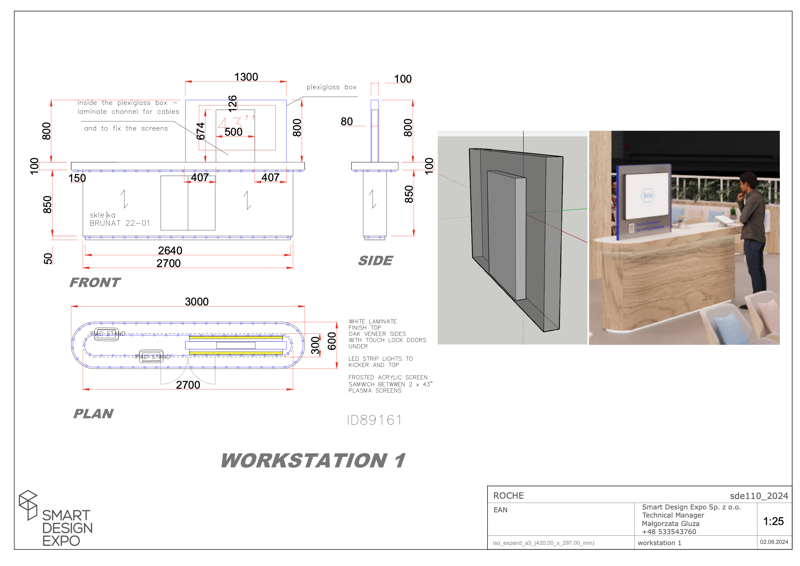 1300
plexiglass box
100
inside the plexiglass box –
laminate channel for cables
and to fix the screens
126
43''
674
500
800
800
80
800
100
150
407
407
100
850
850
sklejka
BRUNAT 22-01
50
2640
2700
FRONT
SIDE
3000
IPAD STAND
IPAD STAND
300
600
2700
PLAN
WHITE LAMINATE
FINISH TOP
OAK VENEER SIDES
WITH TOUCH LOCK DOORS
UNDER
LED STRIP LIGHTS TO
KICKER AND TOP
FROSTED ACRYLIC SCREEN
SAMWCH BETWWEN 2 x 43"
PLASMA SCREENS
ID89161
WORKSTATION 1
SMART
DESIGN
EXPO
ROCHE
sde110_2024
EAN
Smart Design Expo Sp. z o.o.
Technical Manager
Małgorzata Gluza
+48 533543760
1:25
iso_expand_a3_(420.00_x_297.00_mm)
workstation 1
02.06.2024